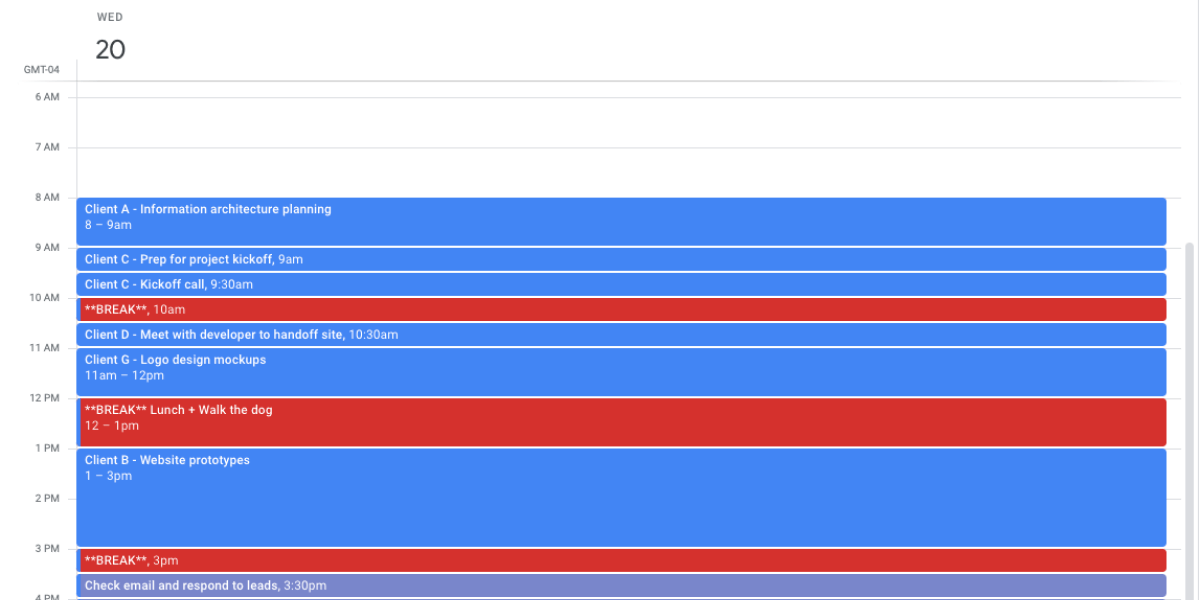 WED
20
GMT-04
6 AM
7 AM
8 AM
Client A - Information architecture planning
8 – 9am
9 AM
Client C - Prep for project kickoff, 9am
Client C - Kickoff call, 9:30am
10 AM
**BREAK**, 10am
Client D - Meet with developer to handoff site, 10:30am
11 AM
Client G - Logo design mockups
11am – 12pm
12 PM
**BREAK** Lunch + Walk the dog
12 – 1pm
1 PM
Client B - Website prototypes
1 – 3pm
2 PM
3 PM
**BREAK**, 3pm
Check email and respond to leads, 3:30pm
4 PM